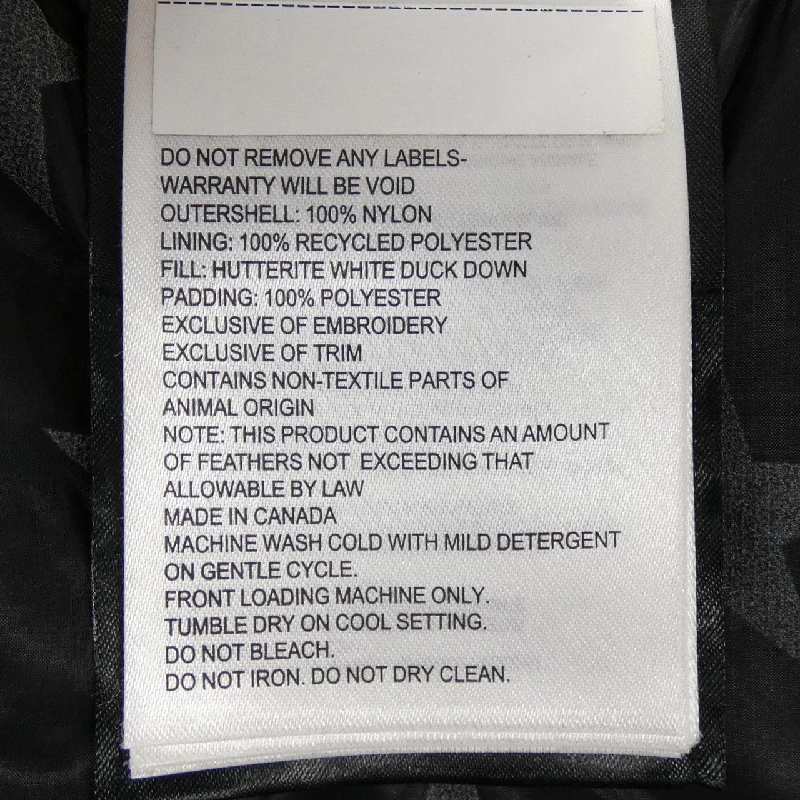 DO NOT REMOVE ANY LABELS-
WARRANTY WILL BE VOID
OUTERSHELL: 100% NYLON
LINING: 100% RECYCLED POLYESTER
FILL: HUTTERITE WHITE DUCK DOWN
PADDING: 100% POLYESTER
EXCLUSIVE OF EMBROIDERY
EXCLUSIVE OF TRIM
CONTAINS NON-TEXTILE PARTS OF
ANIMAL ORIGIN
NOTE: THIS PRODUCT CONTAINS AN AMOUNT
OF FEATHERS NOT EXCEEDING THAT
ALLOWABLE BY LAW
MADE IN CANADA
MACHINE WASH COLD WITH MILD DETERGENT
ON GENTLE CYCLE.
FRONT LOADING MACHINE ONLY.
TUMBLE DRY ON COOL SETTING.
DO NOT BLEACH.
DO NOT IRON. DO NOT DRY CLEAN.